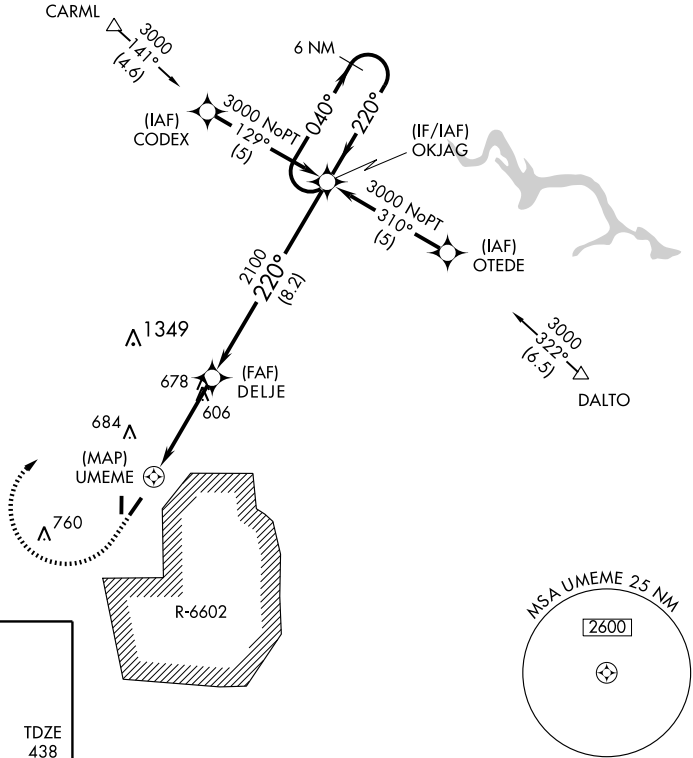 CARML
3000
141°
(4.6)
6 NM
(IAF)
CODEX
3000 NoPT
129°
(5)
040°
220°
(IF/IAF)
OKJAG
3000 NoPT
310°
(5)
(IAF)
OTEDE
2100
220°
(8.2)
1349
3000
322°
(6.5)
DALTO
678
(FAF)
DELJE
606
684
(MAP)
UMEME
760
R-6602
MSA UMEME 25 NM
2600
TDZE
438